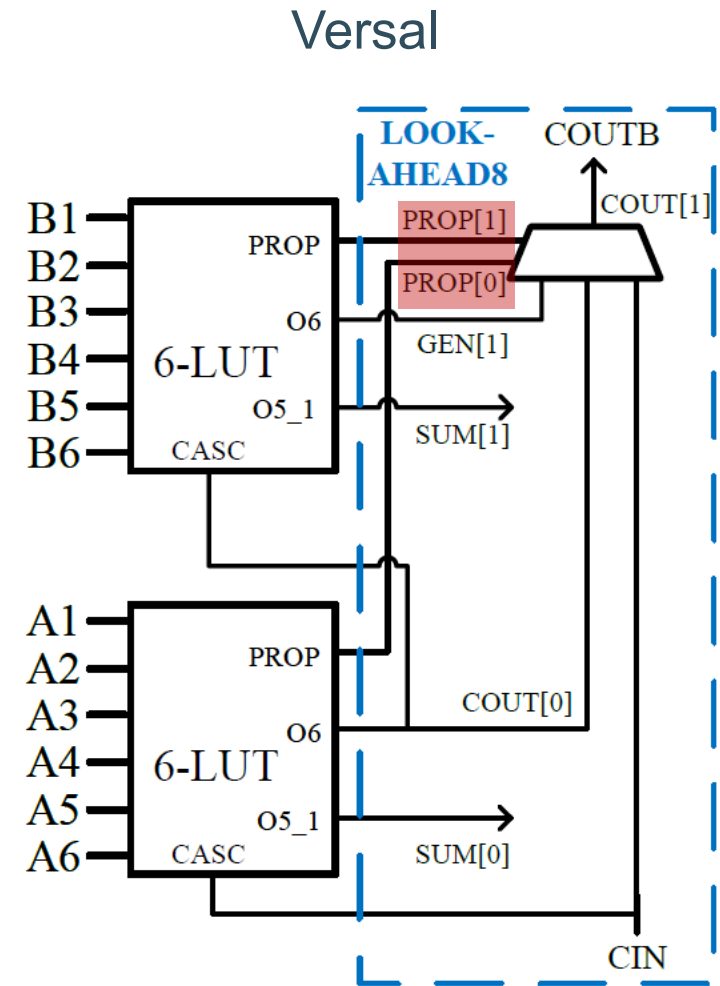 Versal
LOOK-
AHEAD8
COUTB
COUT[1]
B1
B2
B3
B4
B5
B6
PROP
O6
6-LUT
O5_1
CASC
PROP[1]
PROP[0]
GEN[1]
SUM[1]
A1
A2
A3
A4
A5
A6
PROP
O6
6-LUT
O5_1
CASC
COUT[0]
SUM[0]
CIN